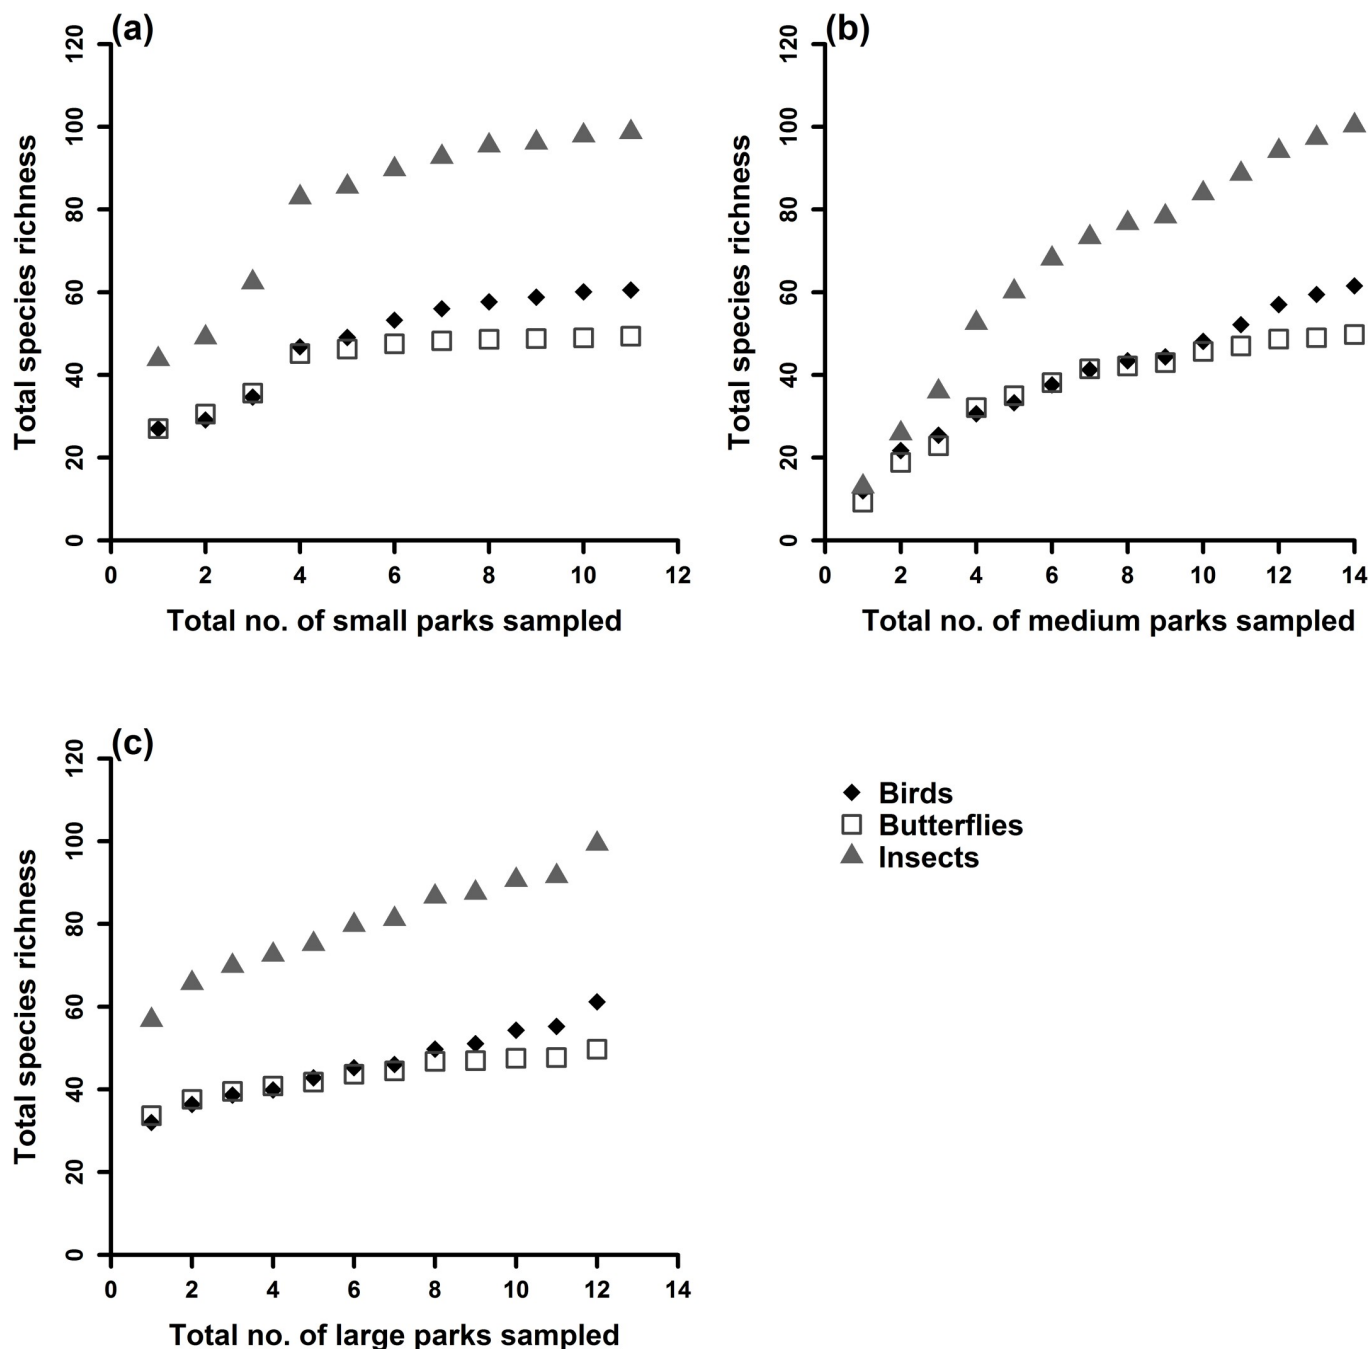 (a)
Total species richness
0 20 40 60 80 100 120
0 2 4 6 8 10 12
Total no. of small parks sampled
(b)
Total species richness
0 20 40 60 80 100 120
0 2 4 6 8 10 12 14
Total no. of medium parks sampled
(c)
Total species richness
0 20 40 60 80 100 120
0 2 4 6 8 10 12 14
Total no. of large parks sampled
Birds
Butterflies
Insects